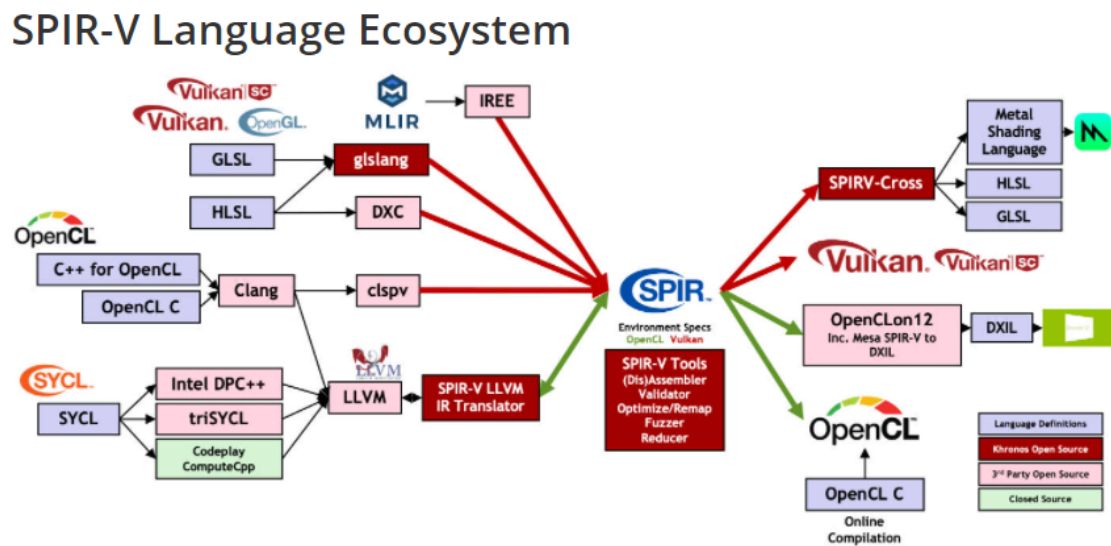 SPIR-V Language Ecosystem
Vulkan SC
Vulkan.
OpenGL.
MLIR
IREE
GLSL
glslang
HLSL
DXC
OpenCL
C++ for OpenCL
OpenCL C
Clang
clspv
SYCL
SYCL
Intel DPC++
triSYCL
Codeplay
ComputeCpp
LLVM
LLVM
SPIR-V LLVM
IR Translator
SPIR
Environment Specs
OpenCL Vulkan
SPIR-V Tools
(Dis)Assembler
Validator
Optimize/Remap
Fuzzer
Reducer
SPIRV-Cross
Metal
Shading
Language
HLSL
GLSL
Vulkan. Vulkan SC
OpenCLon12
Inc. Mesa SPIR-V to
DXIL
DXIL
OpenCL
OpenCL C
Online
Compilation
Language Definitions
Khronos Open Source
3rd Party Open Source
Closed Source